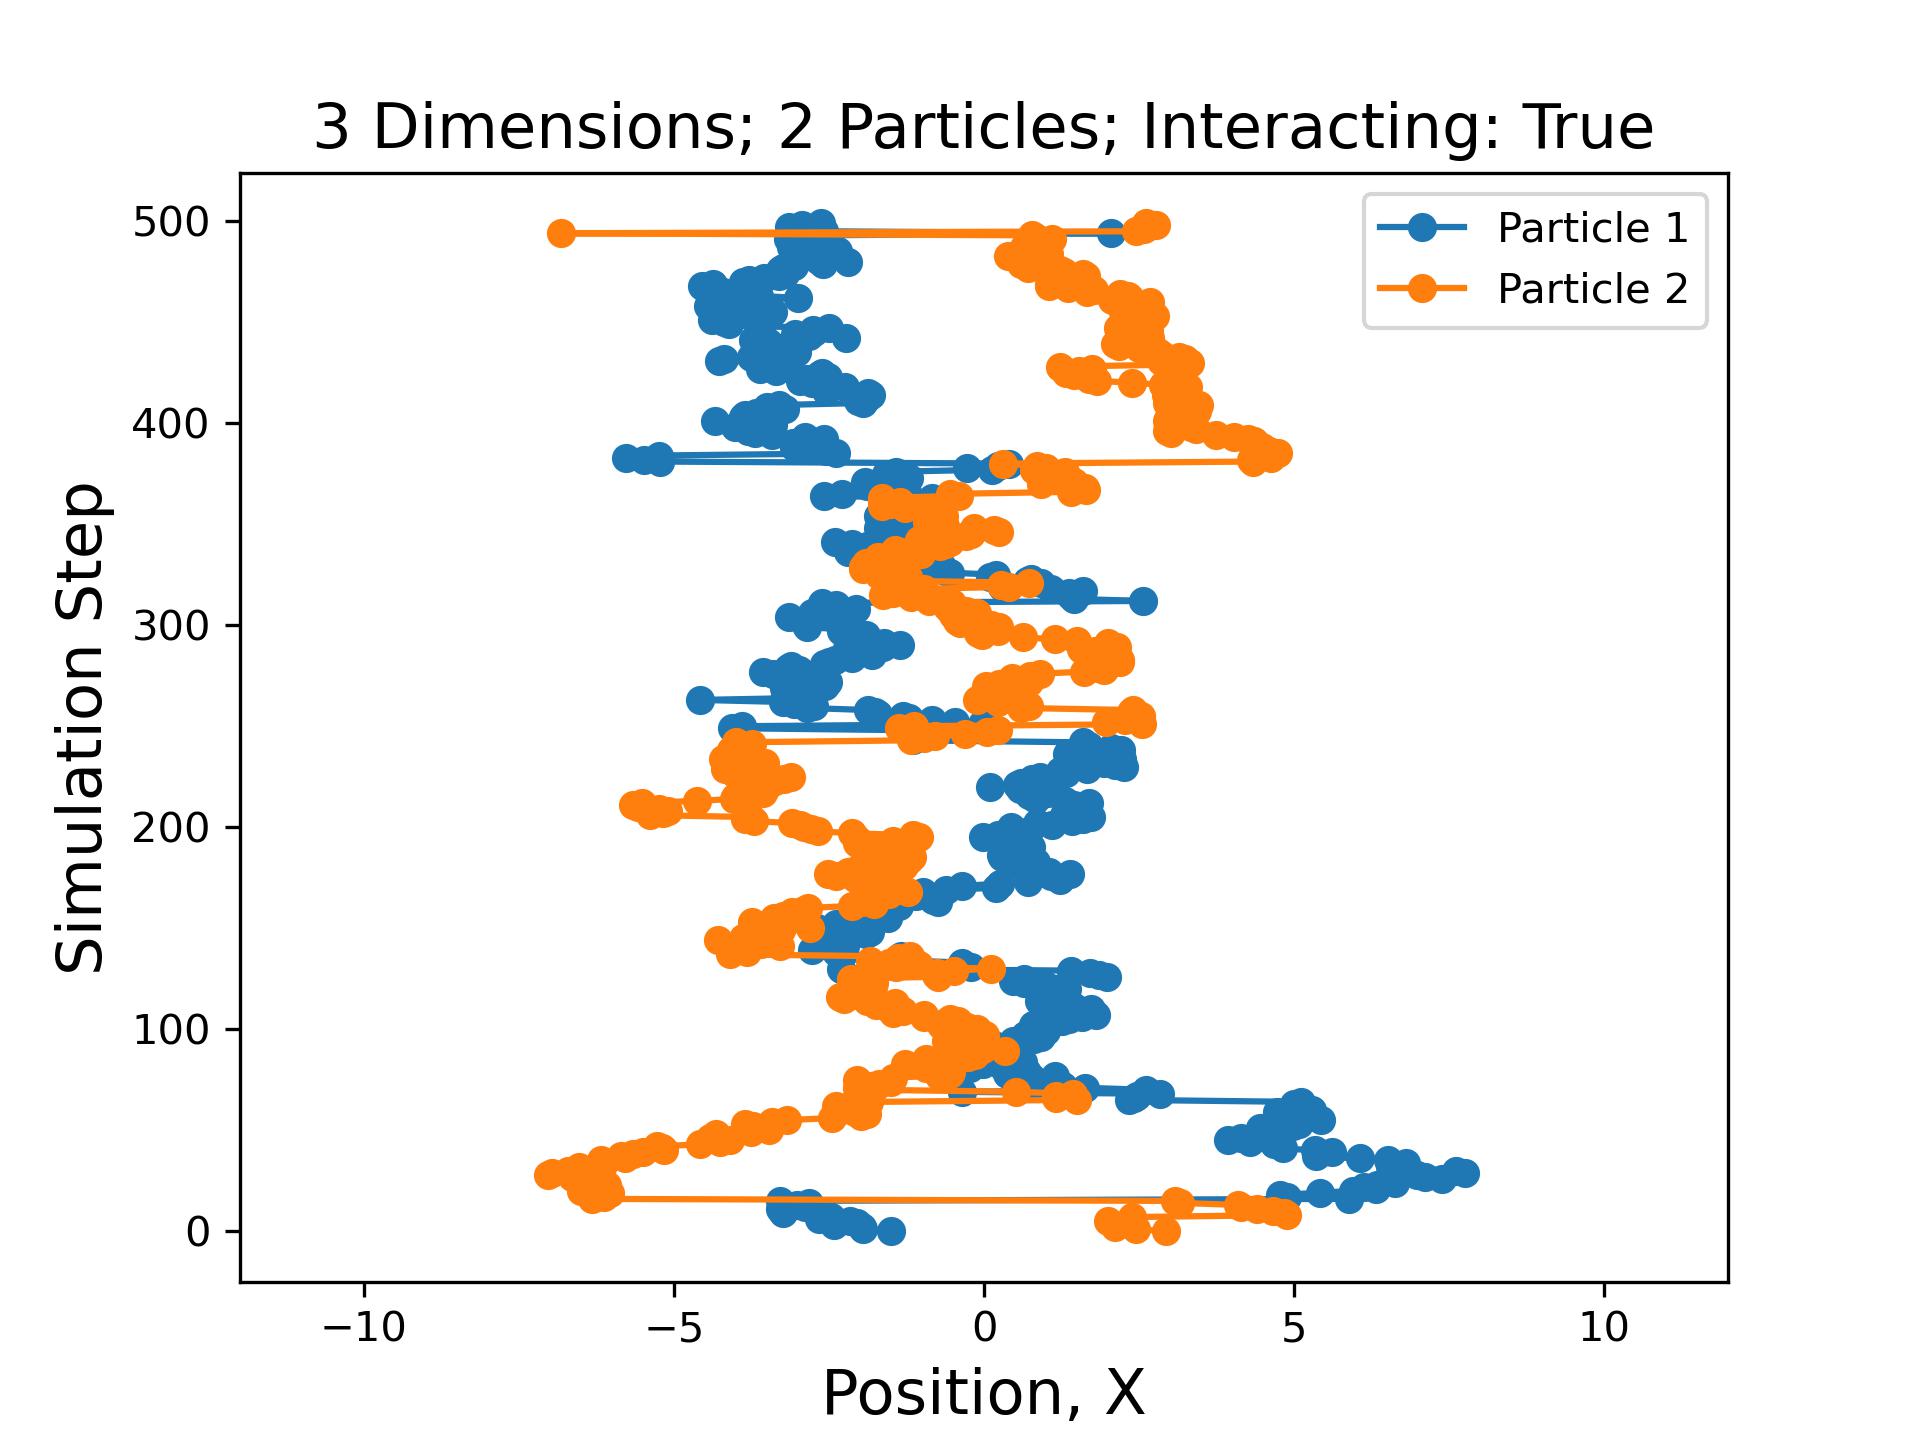 3 Dimensions; 2 Particles; Interacting: True
Particle 1
Particle 2
Simulation Step
500
400
300
200
100
0
−10
−5
0
5
10
Position, X